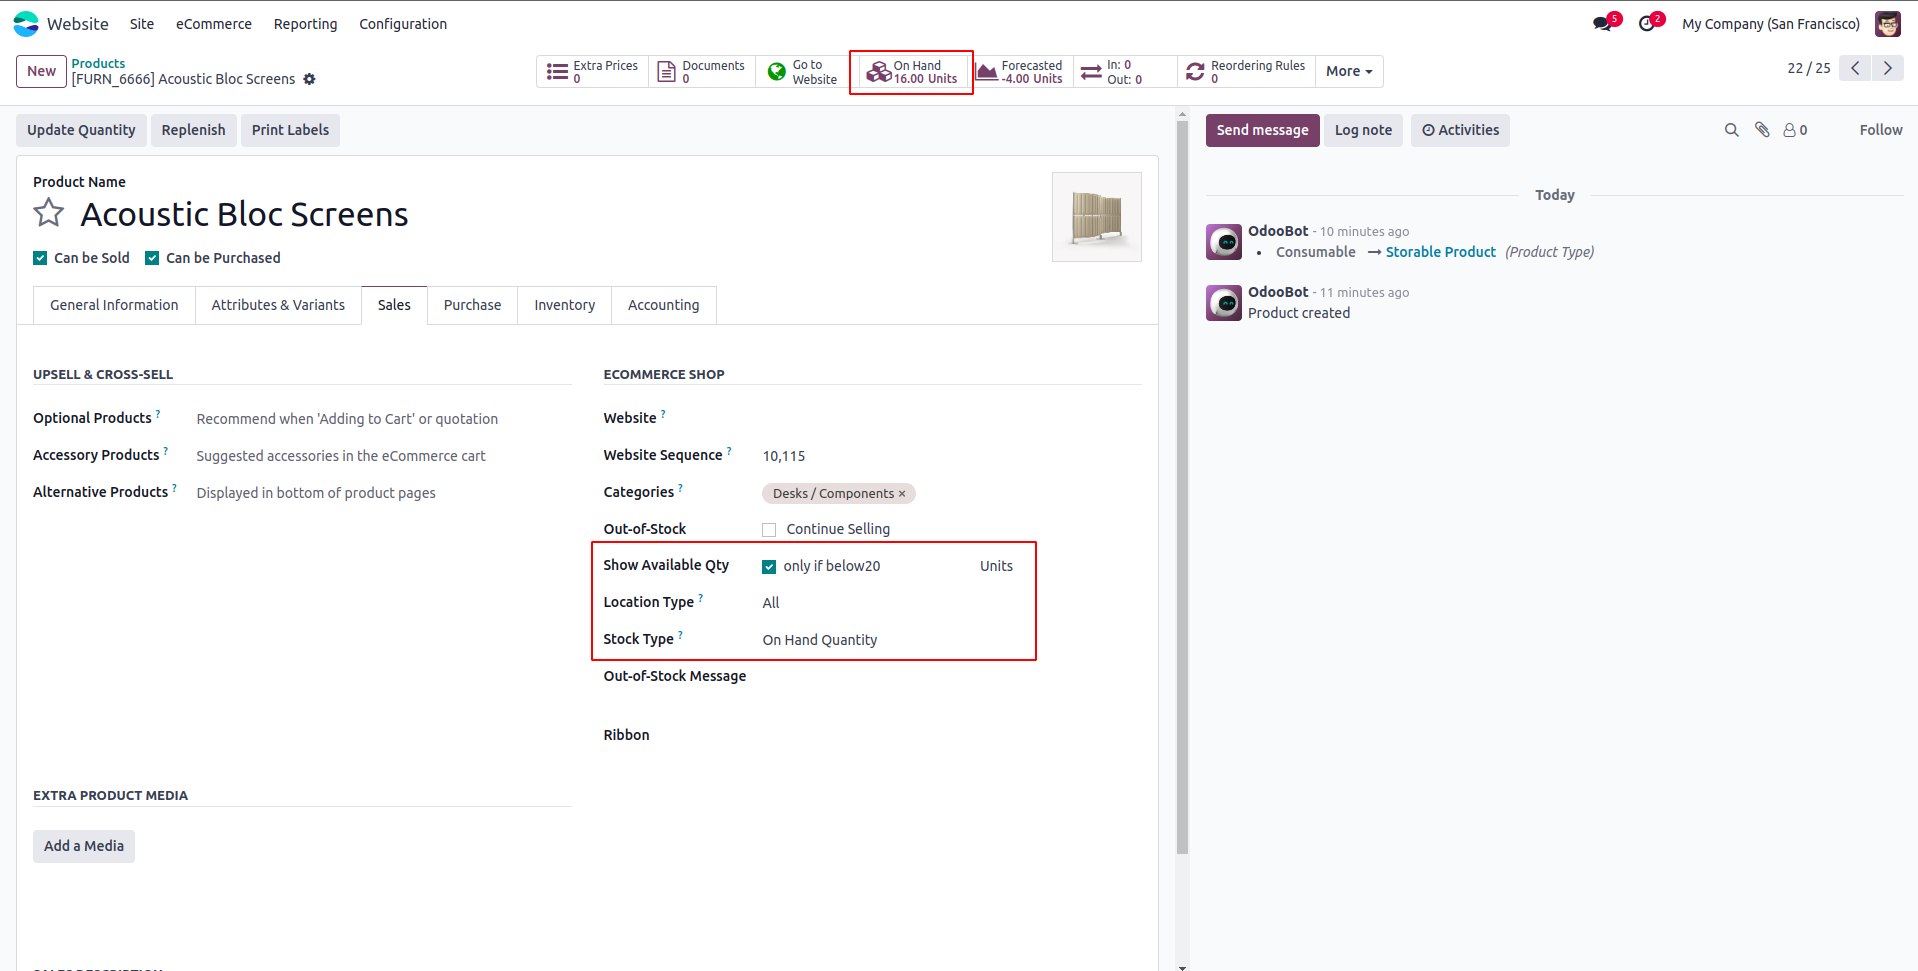 Website Site eCommerce Reporting Configuration 5 2 My Company (San Francisco)
New Products
[FURN_6666] Acoustic Bloc Screens
Extra Prices 0
Documents 0
Go to Website
On Hand 16.00 Units
Forecasted -4.00 Units
In: 0
Out: 0
Reordering Rules 0
More
22 / 25
Update Quantity Replenish Print Labels
Send message Log note Activities 0 Follow
Product Name
Acoustic Bloc Screens
Can be Sold Can be Purchased
General Information Attributes & Variants Sales Purchase Inventory Accounting
UPSELL & CROSS-SELL
Optional Products ? Recommend when 'Adding to Cart' or quotation
Accessory Products ? Suggested accessories in the eCommerce cart
Alternative Products ? Displayed in bottom of product pages
ECOMMERCE SHOP
Website ?
Website Sequence ? 10,115
Categories ? Desks / Components ×
Out-of-Stock Continue Selling
Show Available Qty only if below20 Units
Location Type ? All
Stock Type ? On Hand Quantity
Out-of-Stock Message
Ribbon
EXTRA PRODUCT MEDIA
Add a Media
Today
OdooBot - 10 minutes ago
• Consumable → Storable Product (Product Type)
OdooBot - 11 minutes ago
Product created